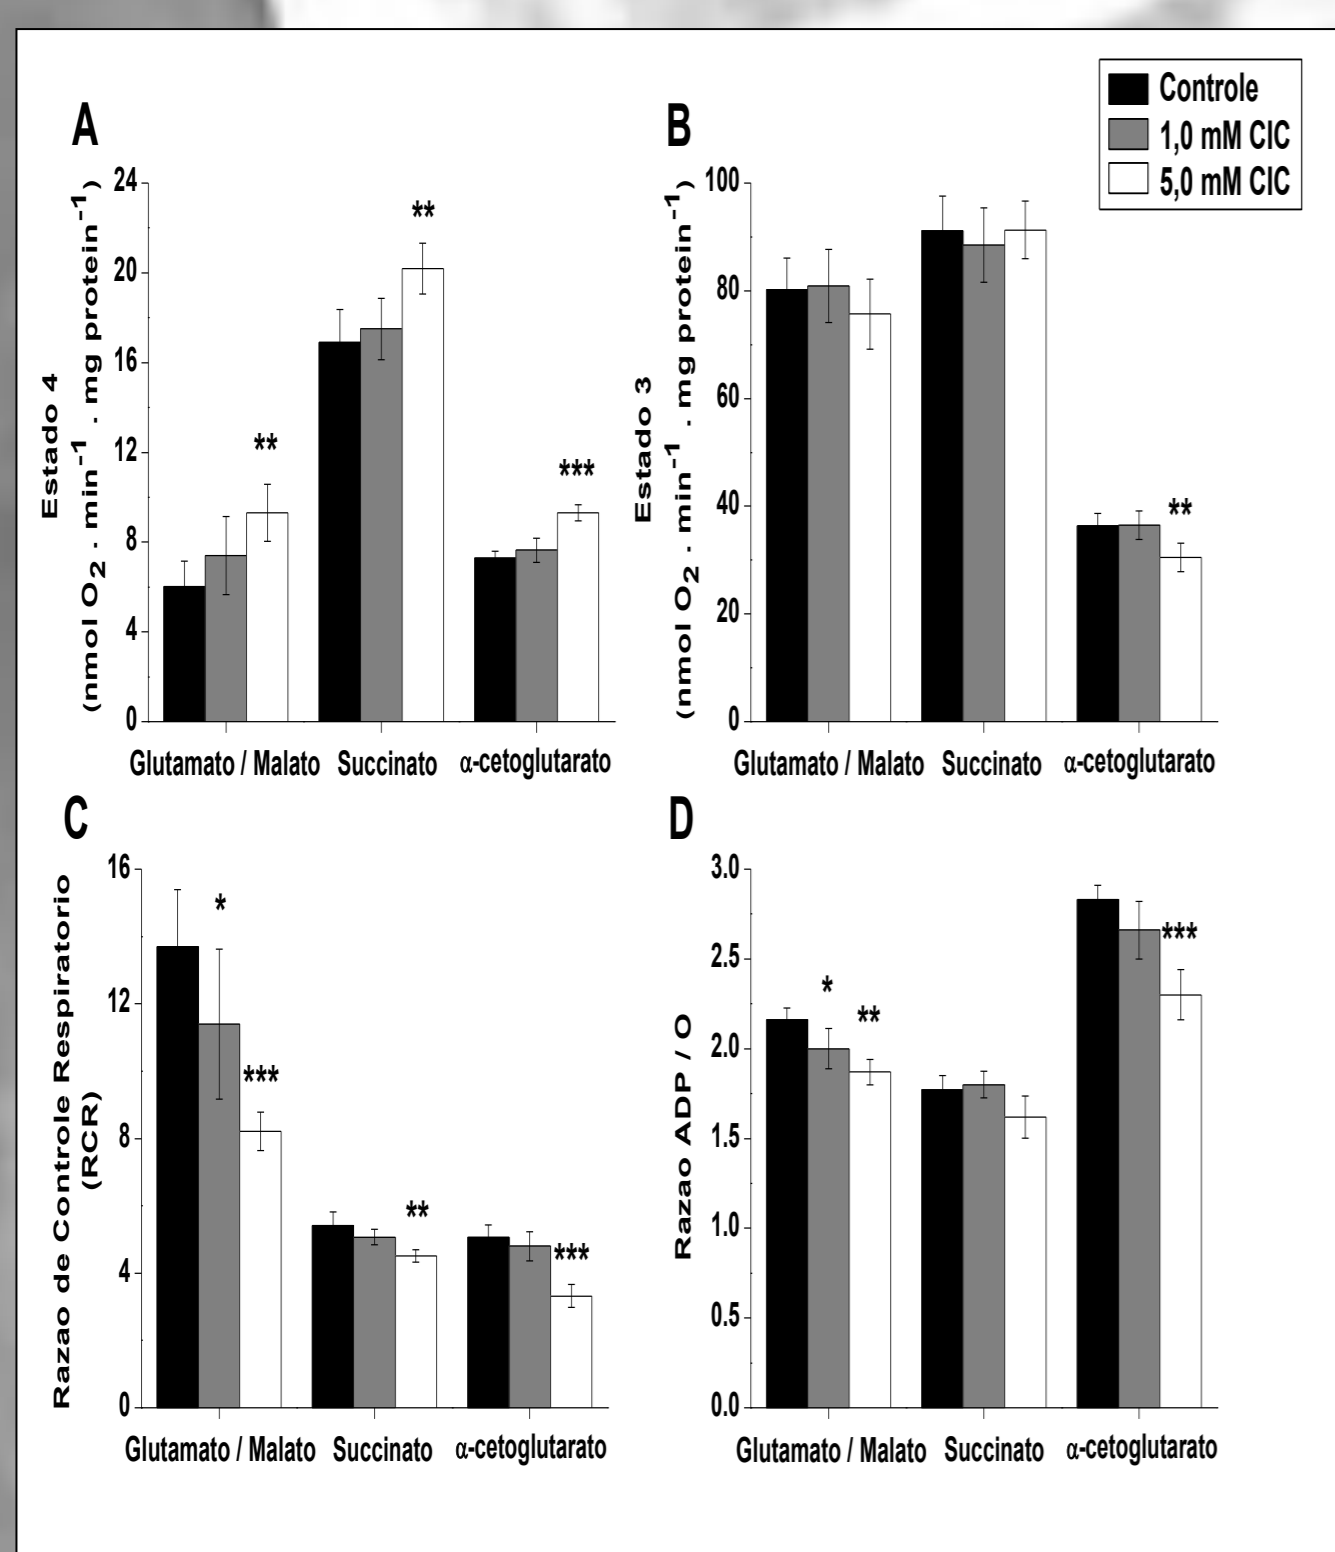 Controle
1,0 mM CIC
5,0 mM CIC
A
Estado 4
(nmol O2 . min-1 . mg protein-1)
24
20
16
12
8
4
0
**
**
***
Glutamato / Malato Succinato α-cetoglutarato
B
Estado 3
(nmol O2 . min-1 . mg protein-1)
100
80
60
40
20
0
**
Glutamato / Malato Succinato α-cetoglutarato
C
Razao de Controle Respiratorio
(RCR)
16
12
8
4
0
*
***
**
***
Glutamato / Malato Succinato α-cetoglutarato
D
Razao ADP / O
3.0
2.5
2.0
1.5
1.0
0.5
0.0
*
**
***
Glutamato / Malato Succinato α-cetoglutarato